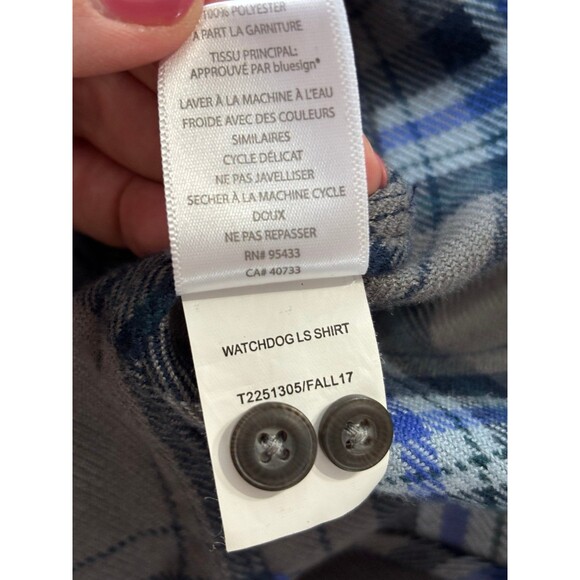 100% POLYESTER
À PART LA GARNITURE
TISSU PRINCIPAL:
APPROUVÉ PAR bluesign®
LAVER À LA MACHINE À L'EAU
FROIDE AVEC DES COULEURS
SIMILAIRES
CYCLE DÉLICAT
NE PAS JAVELLISER
SECHER À LA MACHINE CYCLE
DOUX
NE PAS REPASSER
RN# 95433
CA# 40733
WATCHDOG LS SHIRT
T2251305/FALL17